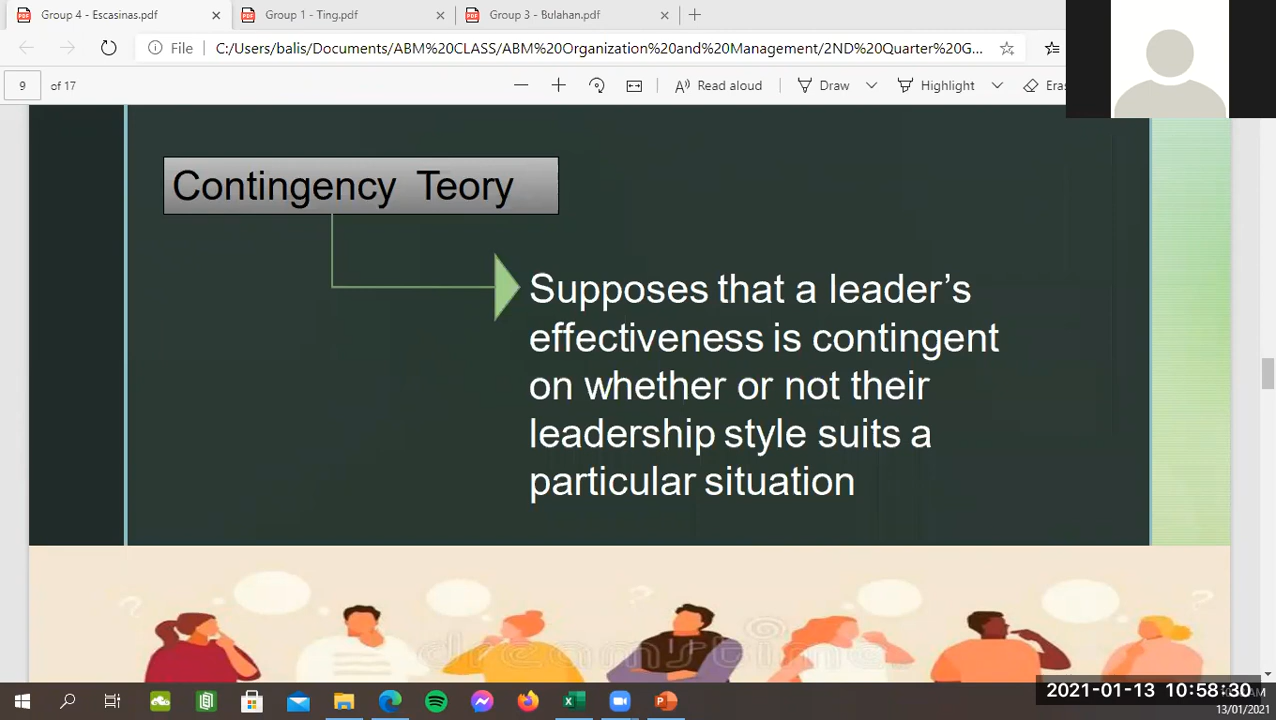 Group 4 - Escasinas.pdf
Group 1 - Ting.pdf
Group 3 - Bulahan.pdf
File
C:/Users/balis/Documents/ABM%20CLASS/ABM%20Organization%20and%20Management/2ND%20Quarter%20G...
9 of 17
Read aloud
Draw
Highlight
Eras
Contingency Teory
Supposes that a leader's
effectiveness is contingent
on whether or not their
leadership style suits a
particular situation
dreamstime
2021-01-13 10:58:30
13/01/2021